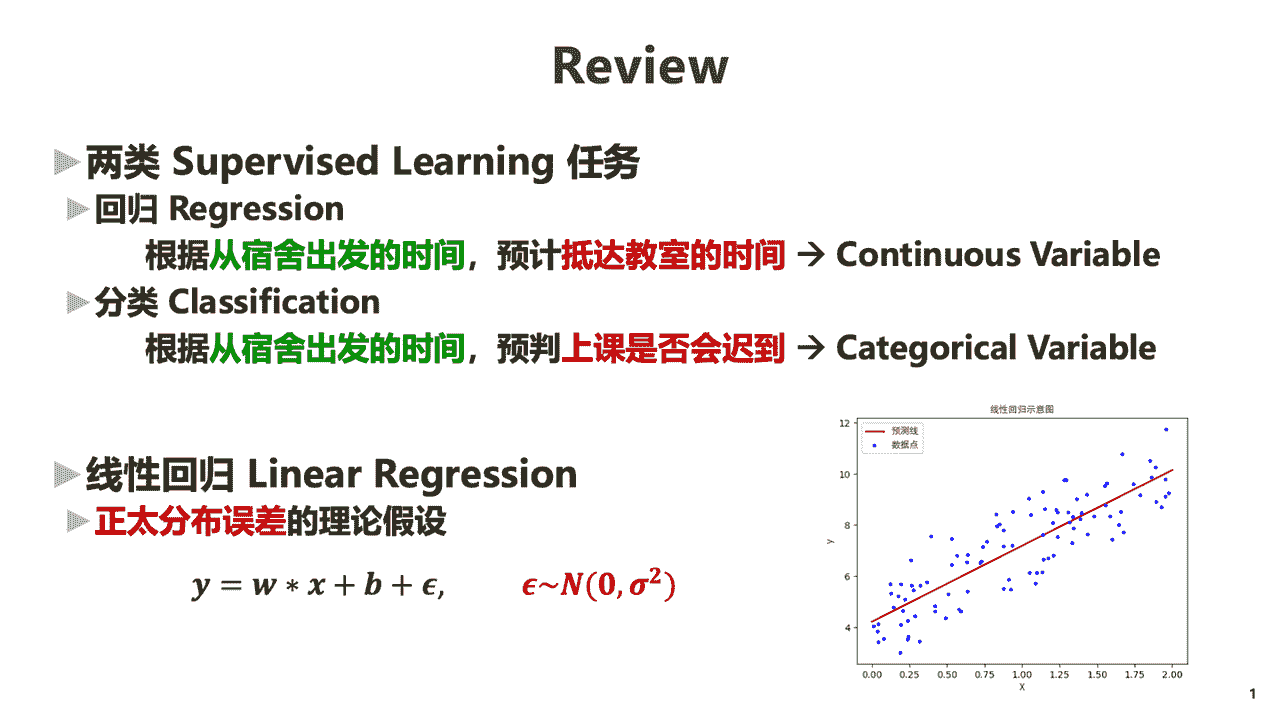 Review
两类 Supervised Learning 任务
回归 Regression
根据从宿舍出发的时间，预计抵达教室的时间 → Continuous Variable
分类 Classification
根据从宿舍出发的时间，预判上课是否会迟到 → Categorical Variable
线性回归 Linear Regression
正太分布误差的理论假设
y = w ∗ x + b + ϵ, ϵ~N(0, σ²)
线性回归示意图
预测线
数据点
12
10
8
6
4
y
0.00 0.25 0.50 0.75 1.00 1.25 1.50 1.75 2.00
X
1